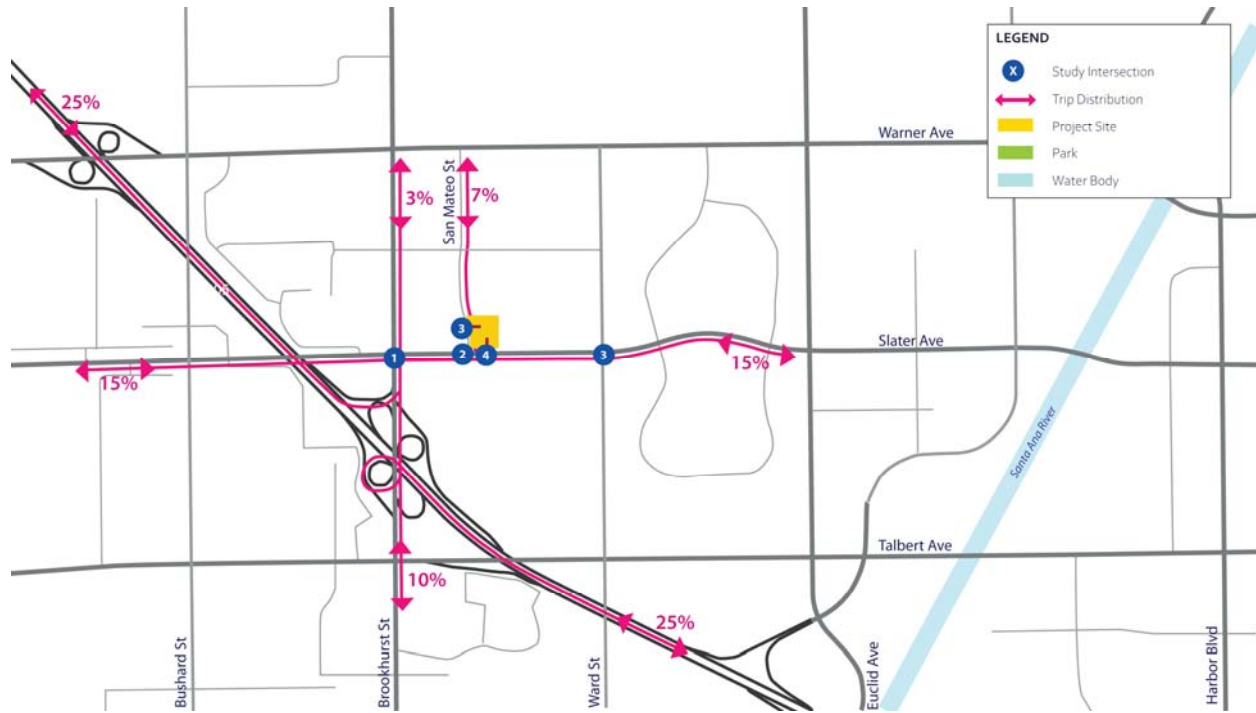 LEGEND
X Study Intersection
Trip Distribution
Project Site
Park
Water Body
25%
Warner Ave
3%
San Mateo St
7%
3
1
2
4
3
Slater Ave
15%
15%
Santa Ana River
Talbert Ave
10%
25%
Bushard St
Brookhurst St
Ward St
Euclid Ave
Harbor Blvd